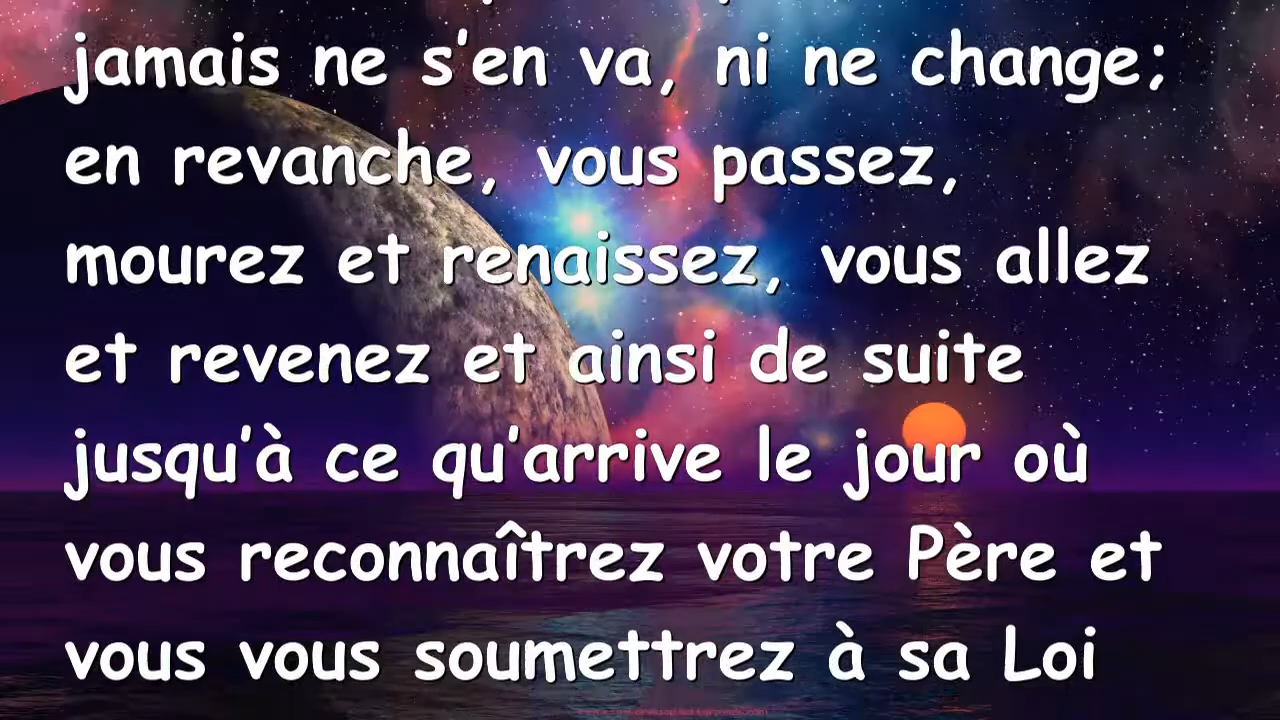 jamais ne s'en va, ni ne change;
en revanche, vous passez,
mourez et renaissez, vous allez
et revenez et ainsi de suite
jusqu'à ce qu'arrive le jour où
vous reconnaîtrez votre Père et
vous vous soumettrez à sa Loi